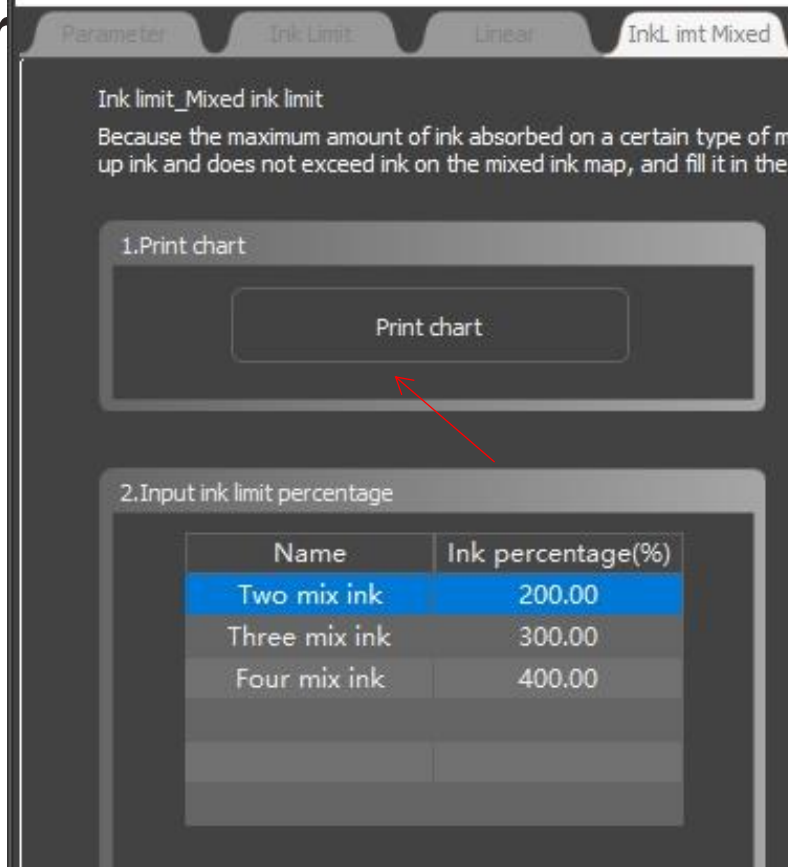 Parameter Ink Limit Linear InkL imt Mixed
Ink limit_Mixed ink limit
Because the maximum amount of ink absorbed on a certain type of
up ink and does not exceed ink on the mixed ink map, and fill it in the
1.Print chart
Print chart
2.Input ink limit percentage
Name Ink percentage(%)
Two mix ink 200.00
Three mix ink 300.00
Four mix ink 400.00